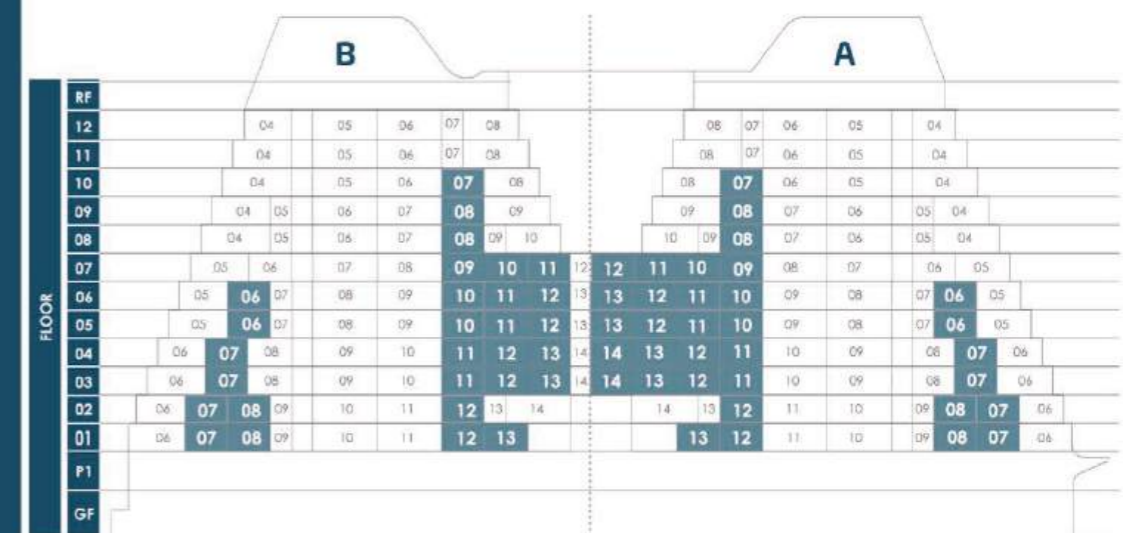 B A
FLOOR
RF
12 04 05 06 07 08 08 07 06 05 04
11 04 05 06 07 08 08 07 06 05 04
10 04 05 06 07 08 08 07 06 05 04
09 04 05 06 07 08 09 09 08 07 06 05 04
08 04 05 06 07 08 09 10 10 09 08 07 06 05 04
07 05 06 07 08 09 10 11 12 12 11 10 09 08 07 06 05
06 05 06 07 08 09 10 11 12 13 13 12 11 10 09 08 07 06 05
05 05 06 07 08 09 10 11 12 13 13 12 11 10 09 08 07 06 05
04 06 07 08 09 10 11 12 13 14 14 13 12 11 10 09 08 07 06
03 06 07 08 09 10 11 12 13 14 14 13 12 11 10 09 08 07 06
02 06 07 08 09 10 11 12 13 14 14 13 12 11 10 09 08 07 06
01 06 07 08 09 10 11 12 13 13 12 11 10 09 08 07 06
P1
GF